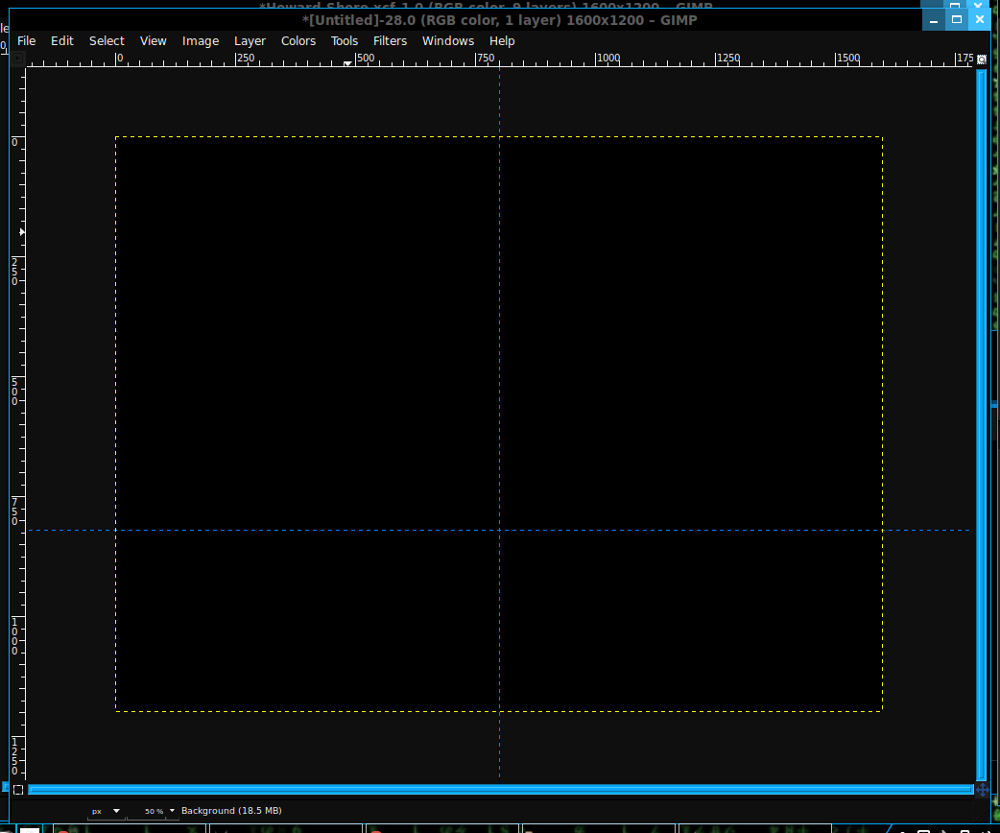 *Howard-Shore.xcf-1.0 (RGB color, 9 layers) 1600x1200 – GIMP
*[Untitled]-28.0 (RGB color, 1 layer) 1600x1200 – GIMP
File Edit Select View Image Layer Colors Tools Filters Windows Help
0 250 500 750 1000 1250 1500 175
0
250
500
750
1000
1250
px 50 % Background (18.5 MB)